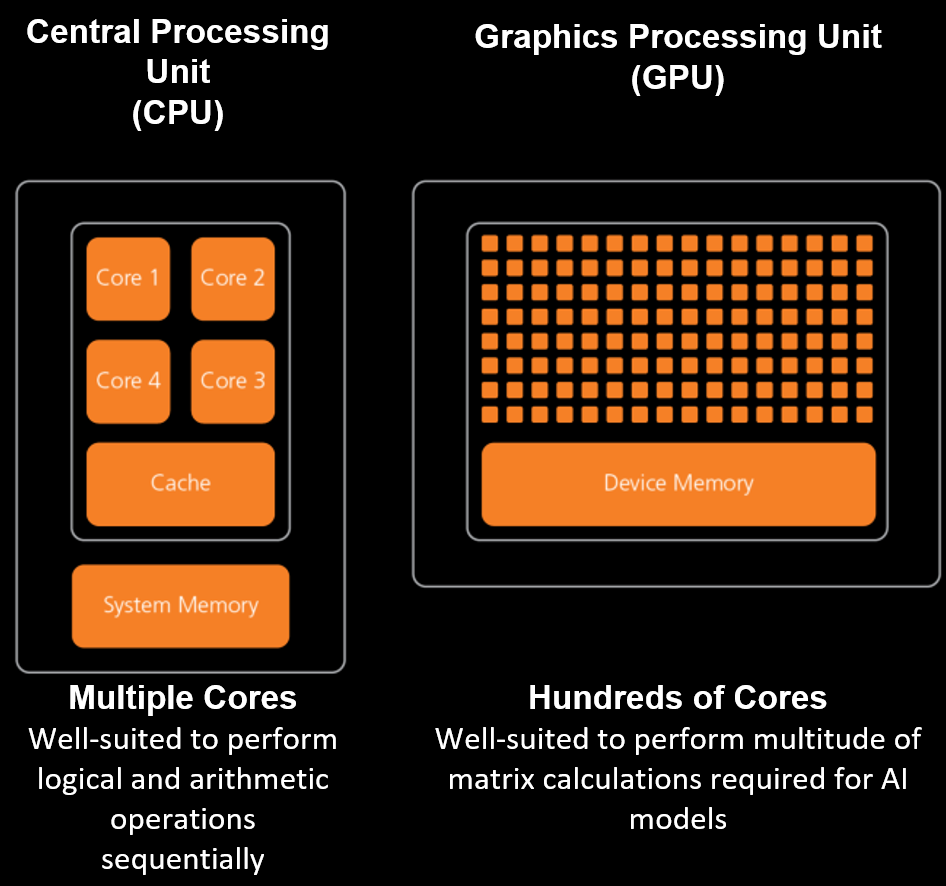 Central Processing
Unit
(CPU)
Core 1
Core 2
Core 4
Core 3
Cache
System Memory
Multiple Cores
Well-suited to perform
logical and arithmetic
operations
sequentially
Graphics Processing Unit
(GPU)
Device Memory
Hundreds of Cores
Well-suited to perform multitude of
matrix calculations required for AI
models